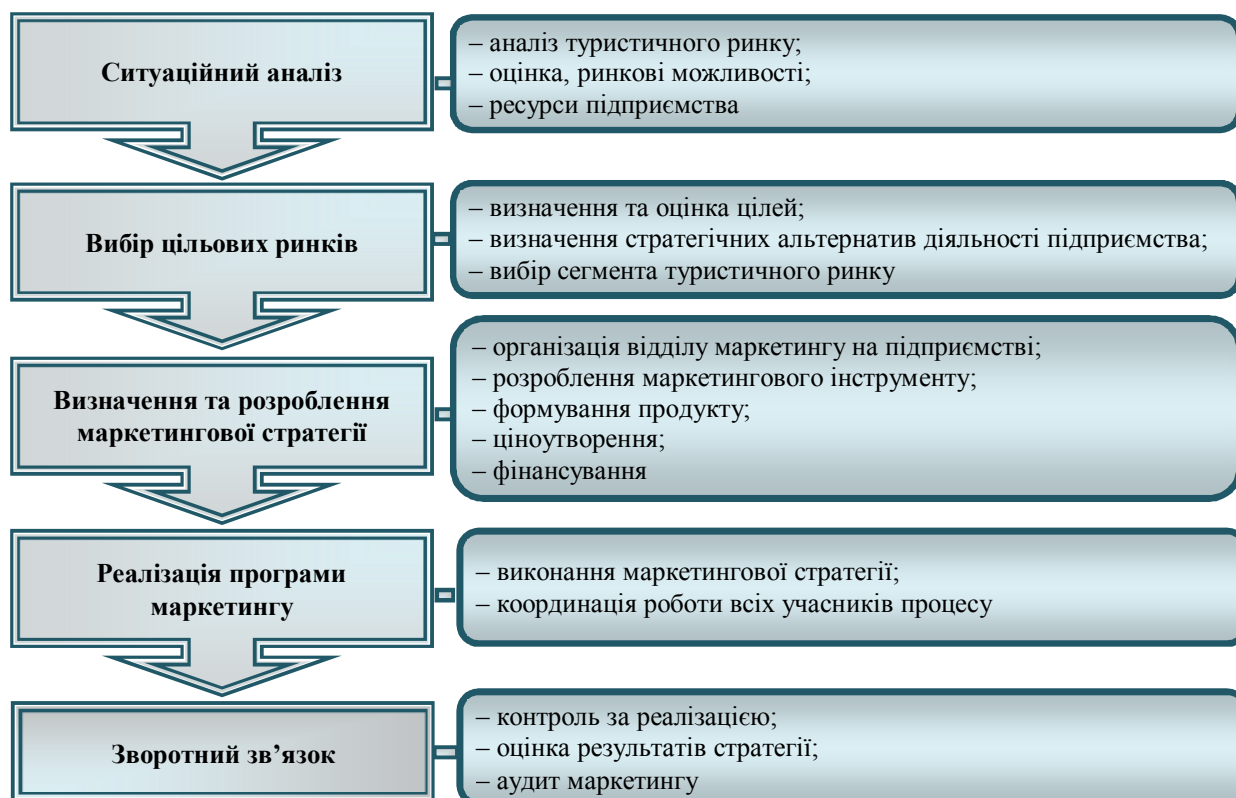 Ситуаційний аналіз
– аналіз туристичного ринку;
– оцінка, ринкові можливості;
– ресурси підприємства
Вибір цільових ринків
– визначення та оцінка цілей;
– визначення стратегічних альтернатив діяльності підприємства;
– вибір сегмента туристичного ринку
Визначення та розроблення
маркетингової стратегії
– організація відділу маркетингу на підприємстві;
– розроблення маркетингового інструменту;
– формування продукту;
– ціноутворення;
– фінансування
Реалізація програми
маркетингу
– виконання маркетингової стратегії;
– координація роботи всіх учасників процесу
Зворотний зв’язок
– контроль за реалізацією;
– оцінка результатів стратегії;
– аудит маркетингу